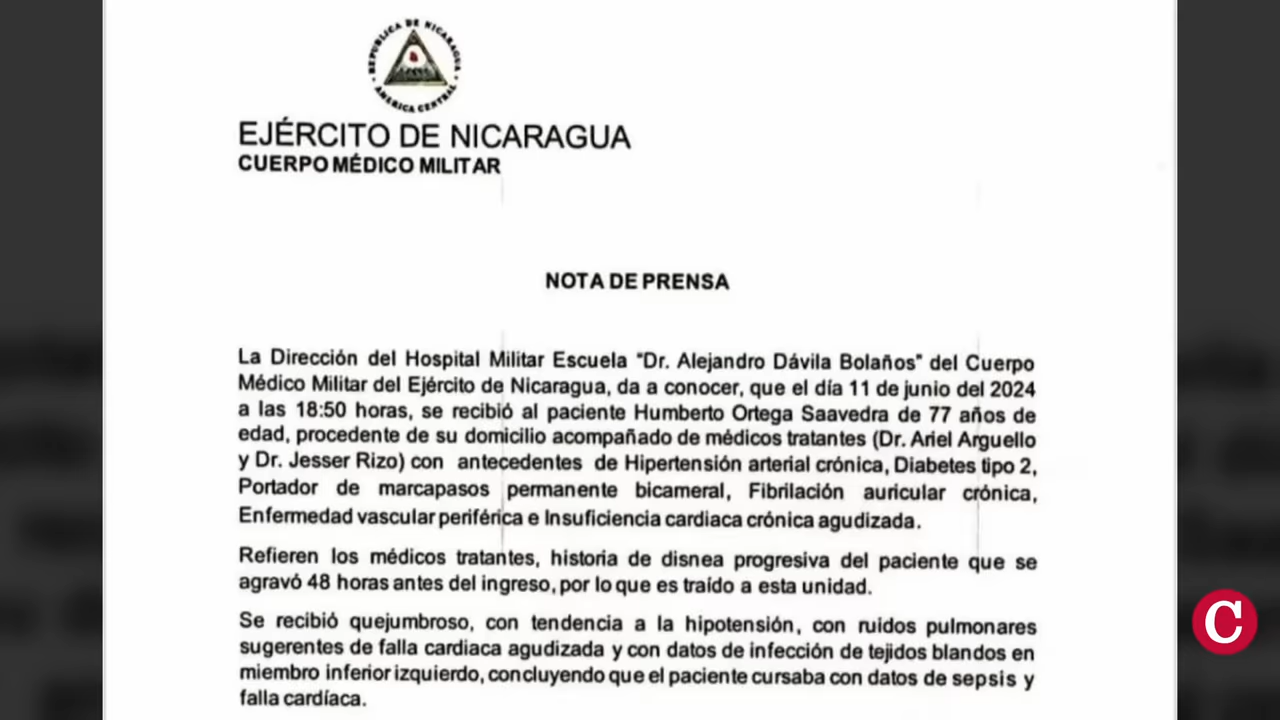 REPUBLICA DE NICARAGUA
AMERICA CENTRAL
EJÉRCITO DE NICARAGUA
CUERPO MÉDICO MILITAR
NOTA DE PRENSA
La Dirección del Hospital Militar Escuela "Dr. Alejandro Dávila Bolaños" del Cuerpo
Médico Militar del Ejército de Nicaragua, da a conocer, que el día 11 de junio del 2024
a las 18:50 horas, se recibió al paciente Humberto Ortega Saavedra de 77 años de
edad, procedente de su domicilio acompañado de médicos tratantes (Dr. Ariel Arguello
y Dr. Jesser Rizo) con antecedentes de Hipertensión arterial crónica, Diabetes tipo 2,
Portador de marcapasos permanente bicameral, Fibrilación auricular crónica,
Enfermedad vascular periférica e Insuficiencia cardiaca crónica agudizada.
Refieren los médicos tratantes, historia de disnea progresiva del paciente que se
agravó 48 horas antes del ingreso, por lo que es traído a esta unidad.
Se recibió quejumbroso, con tendencia a la hipotensión, con ruidos pulmonares
sugerentes de falla cardiaca agudizada y con datos de infección de tejidos blandos en
miembro inferior izquierdo, concluyendo que el paciente cursaba con datos de sepsis y
falla cardíaca.
C